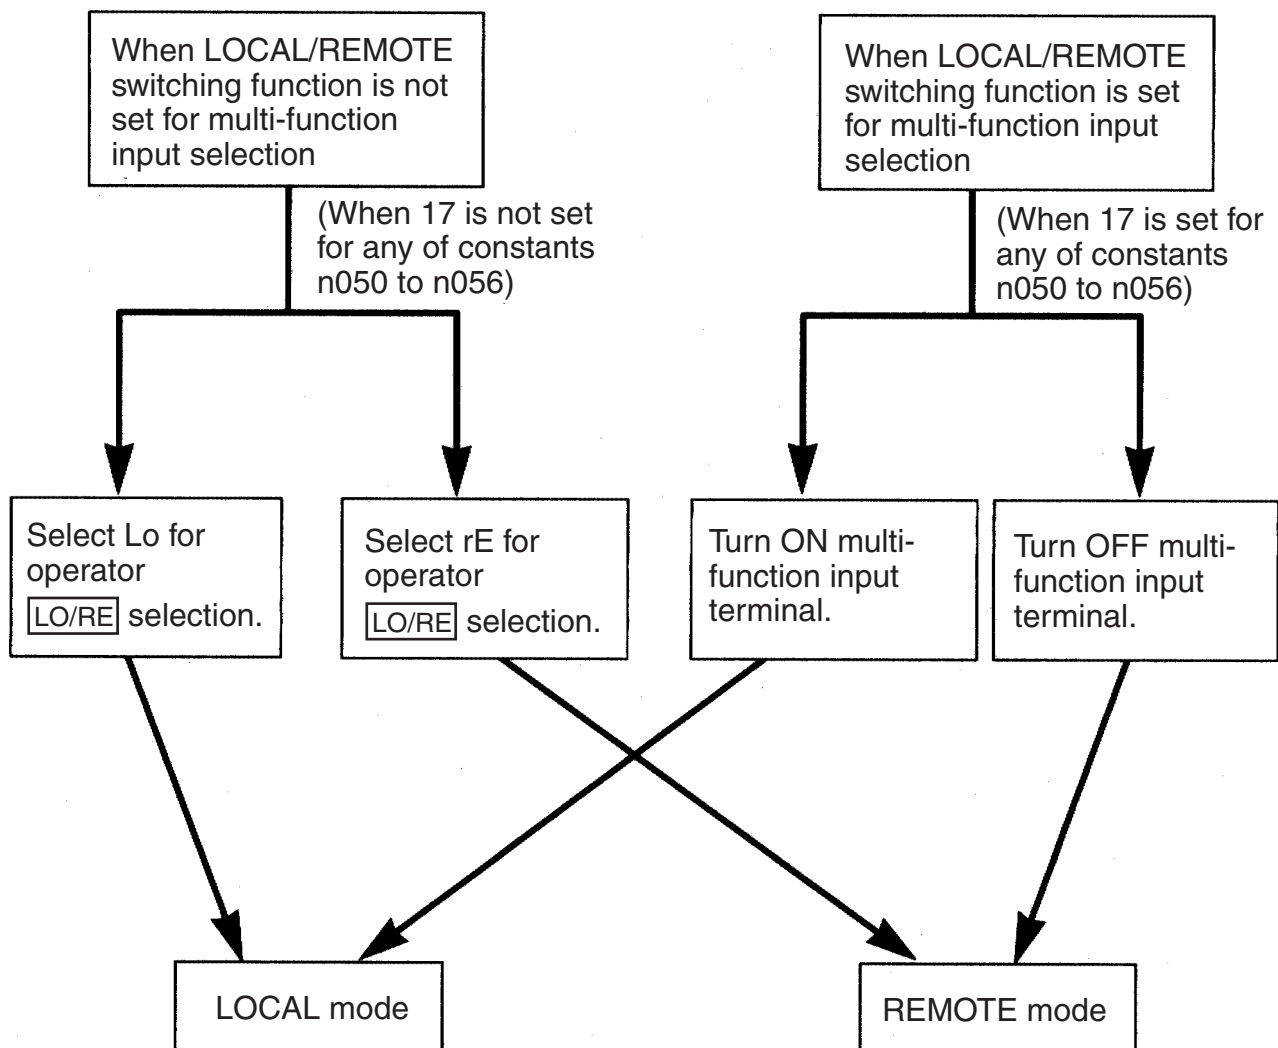 When LOCAL/REMOTE
switching function is not
set for multi-function
input selection
(When 17 is not set
for any of constants
n050 to n056)
When LOCAL/REMOTE
switching function is set
for multi-function input
selection
(When 17 is set for
any of constants
n050 to n056)
Select Lo for
operator
LO/RE selection.
Select rE for
operator
LO/RE selection.
Turn ON multi-
function input
terminal.
Turn OFF multi-
function input
terminal.
LOCAL mode
REMOTE mode